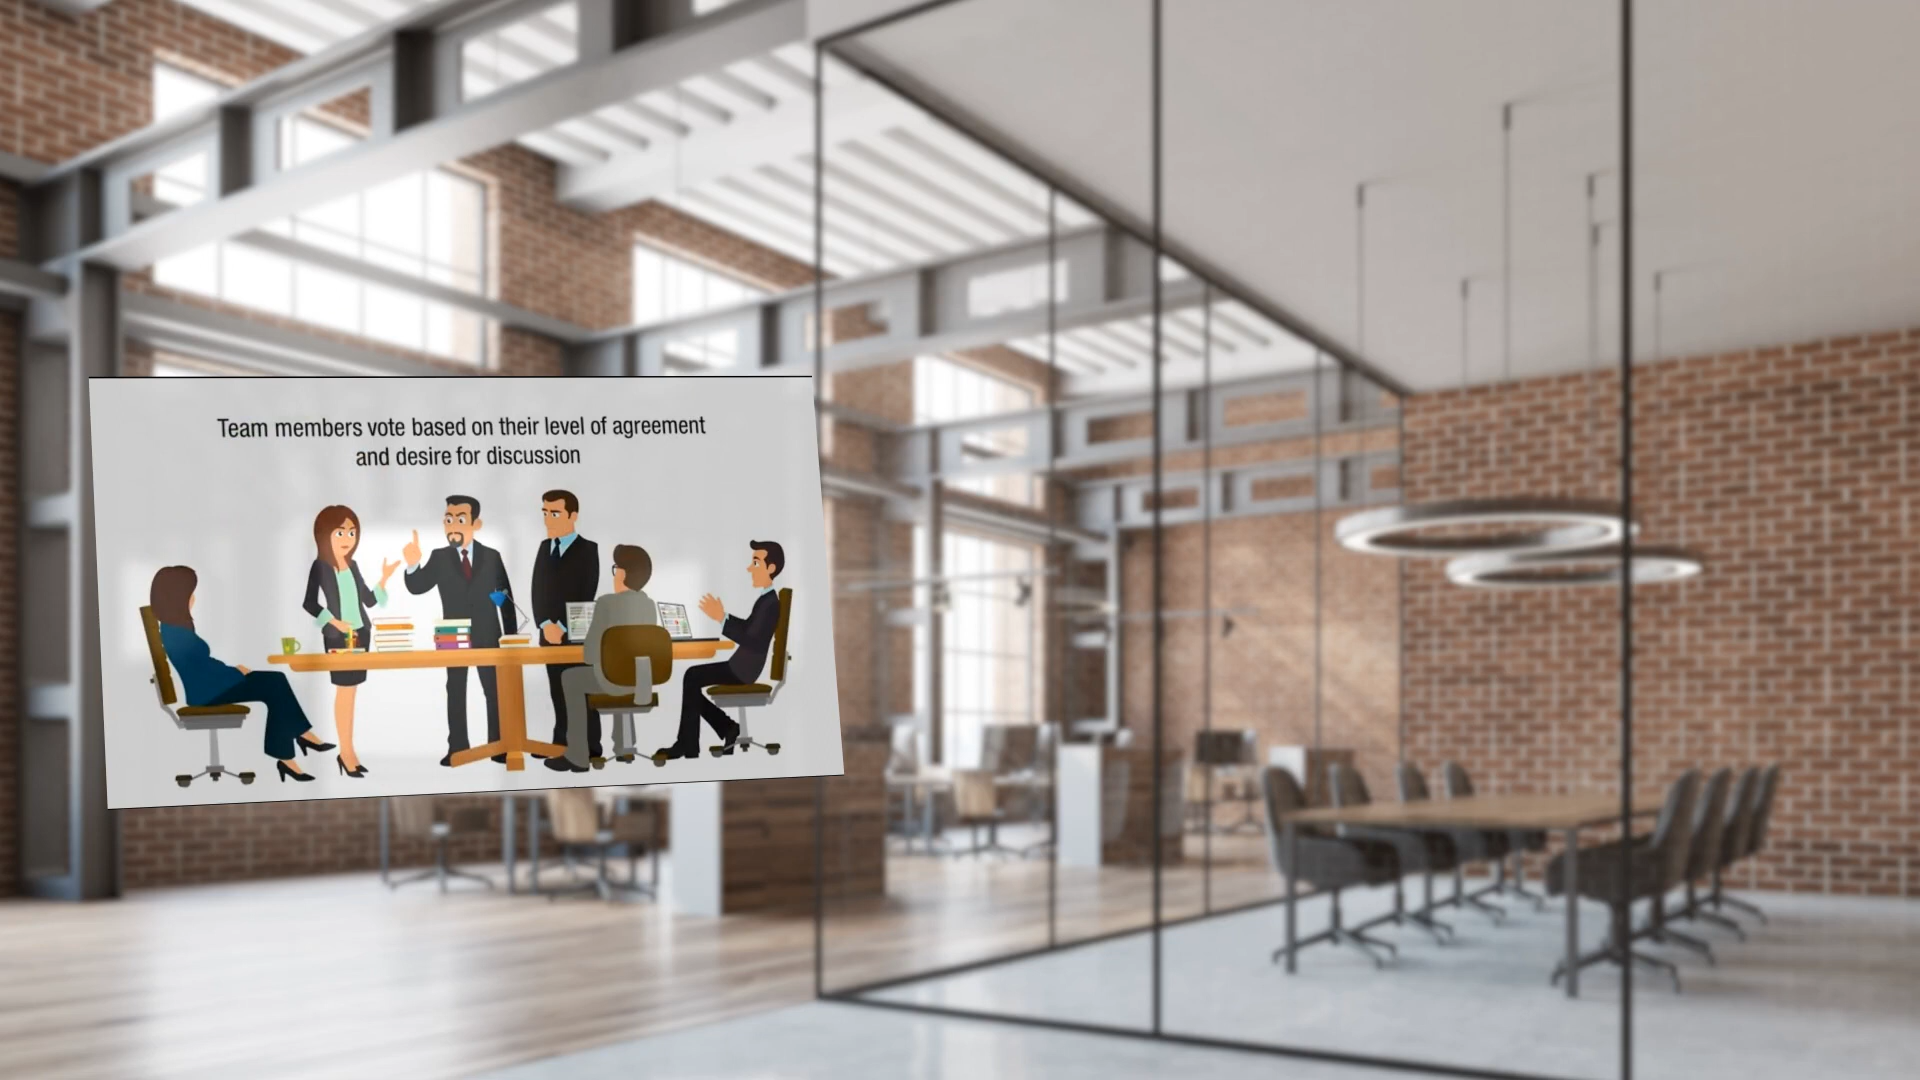 Team members vote based on their level of agreement
and desire for discussion